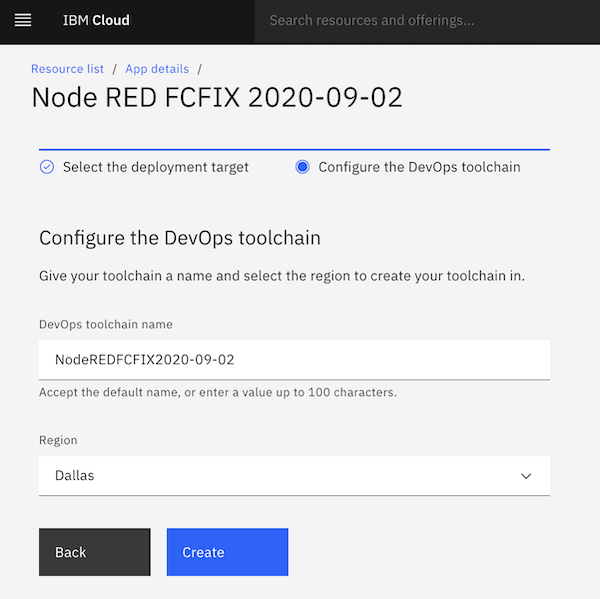 IBM Cloud
Search resources and offerings...
Resource list / App details /
Node RED FCFIX 2020-09-02
Select the deployment target
Configure the DevOps toolchain
Configure the DevOps toolchain
Give your toolchain a name and select the region to create your toolchain in.
DevOps toolchain name
NodeREDFCFIX2020-09-02
Accept the default name, or enter a value up to 100 characters.
Region
Dallas
Back
Create